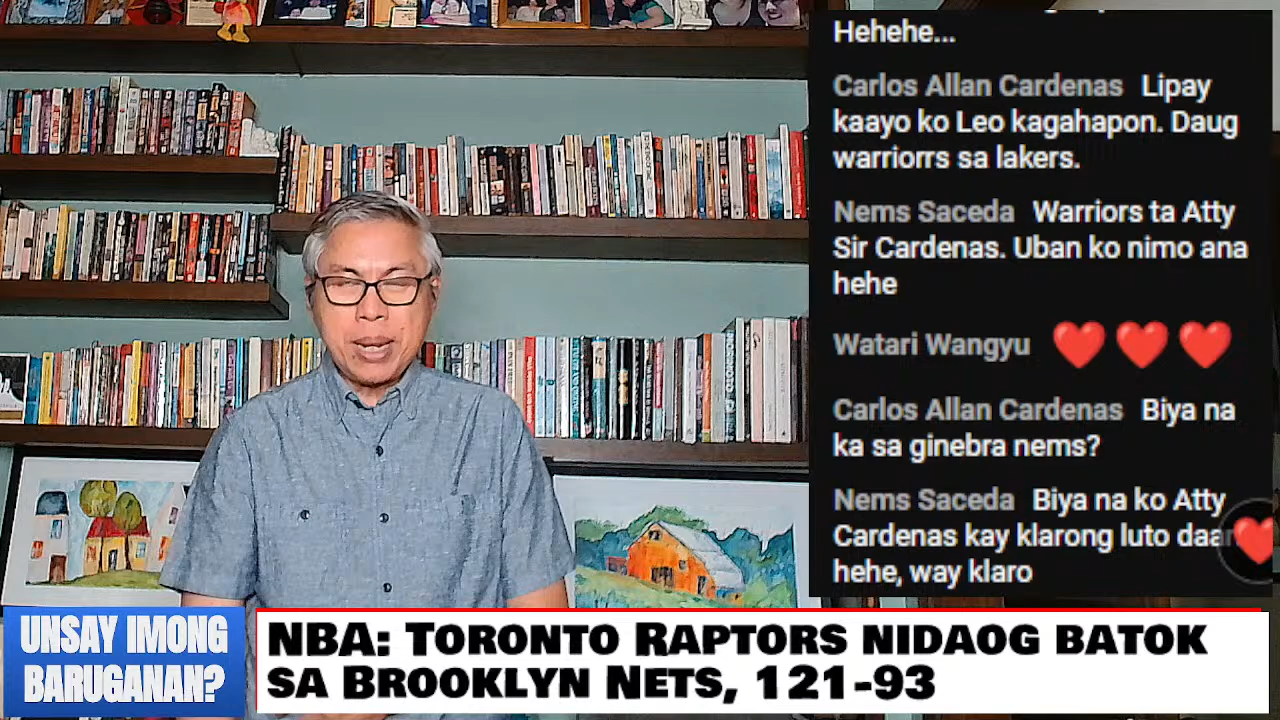 Hehehe...
Carlos Allan Cardenas Lipay
kaayo ko Leo kagahapon. Daug
warriorrs sa lakers.
Nems Saceda Warriors ta Atty
Sir Cardenas. Uban ko nimo ana
hehe
Watari Wangyu ❤️ ❤️ ❤️
Carlos Allan Cardenas Biya na
ka sa ginebra nems?
Nems Saceda Biya na ko Atty
Cardenas kay klarong luto daan
hehe, way klaro
UNSAY IMONG
BARUGANAN?
NBA: TORONTO RAPTORS NIDAOG BATOK
SA BROOKLYN NETS, 121-93